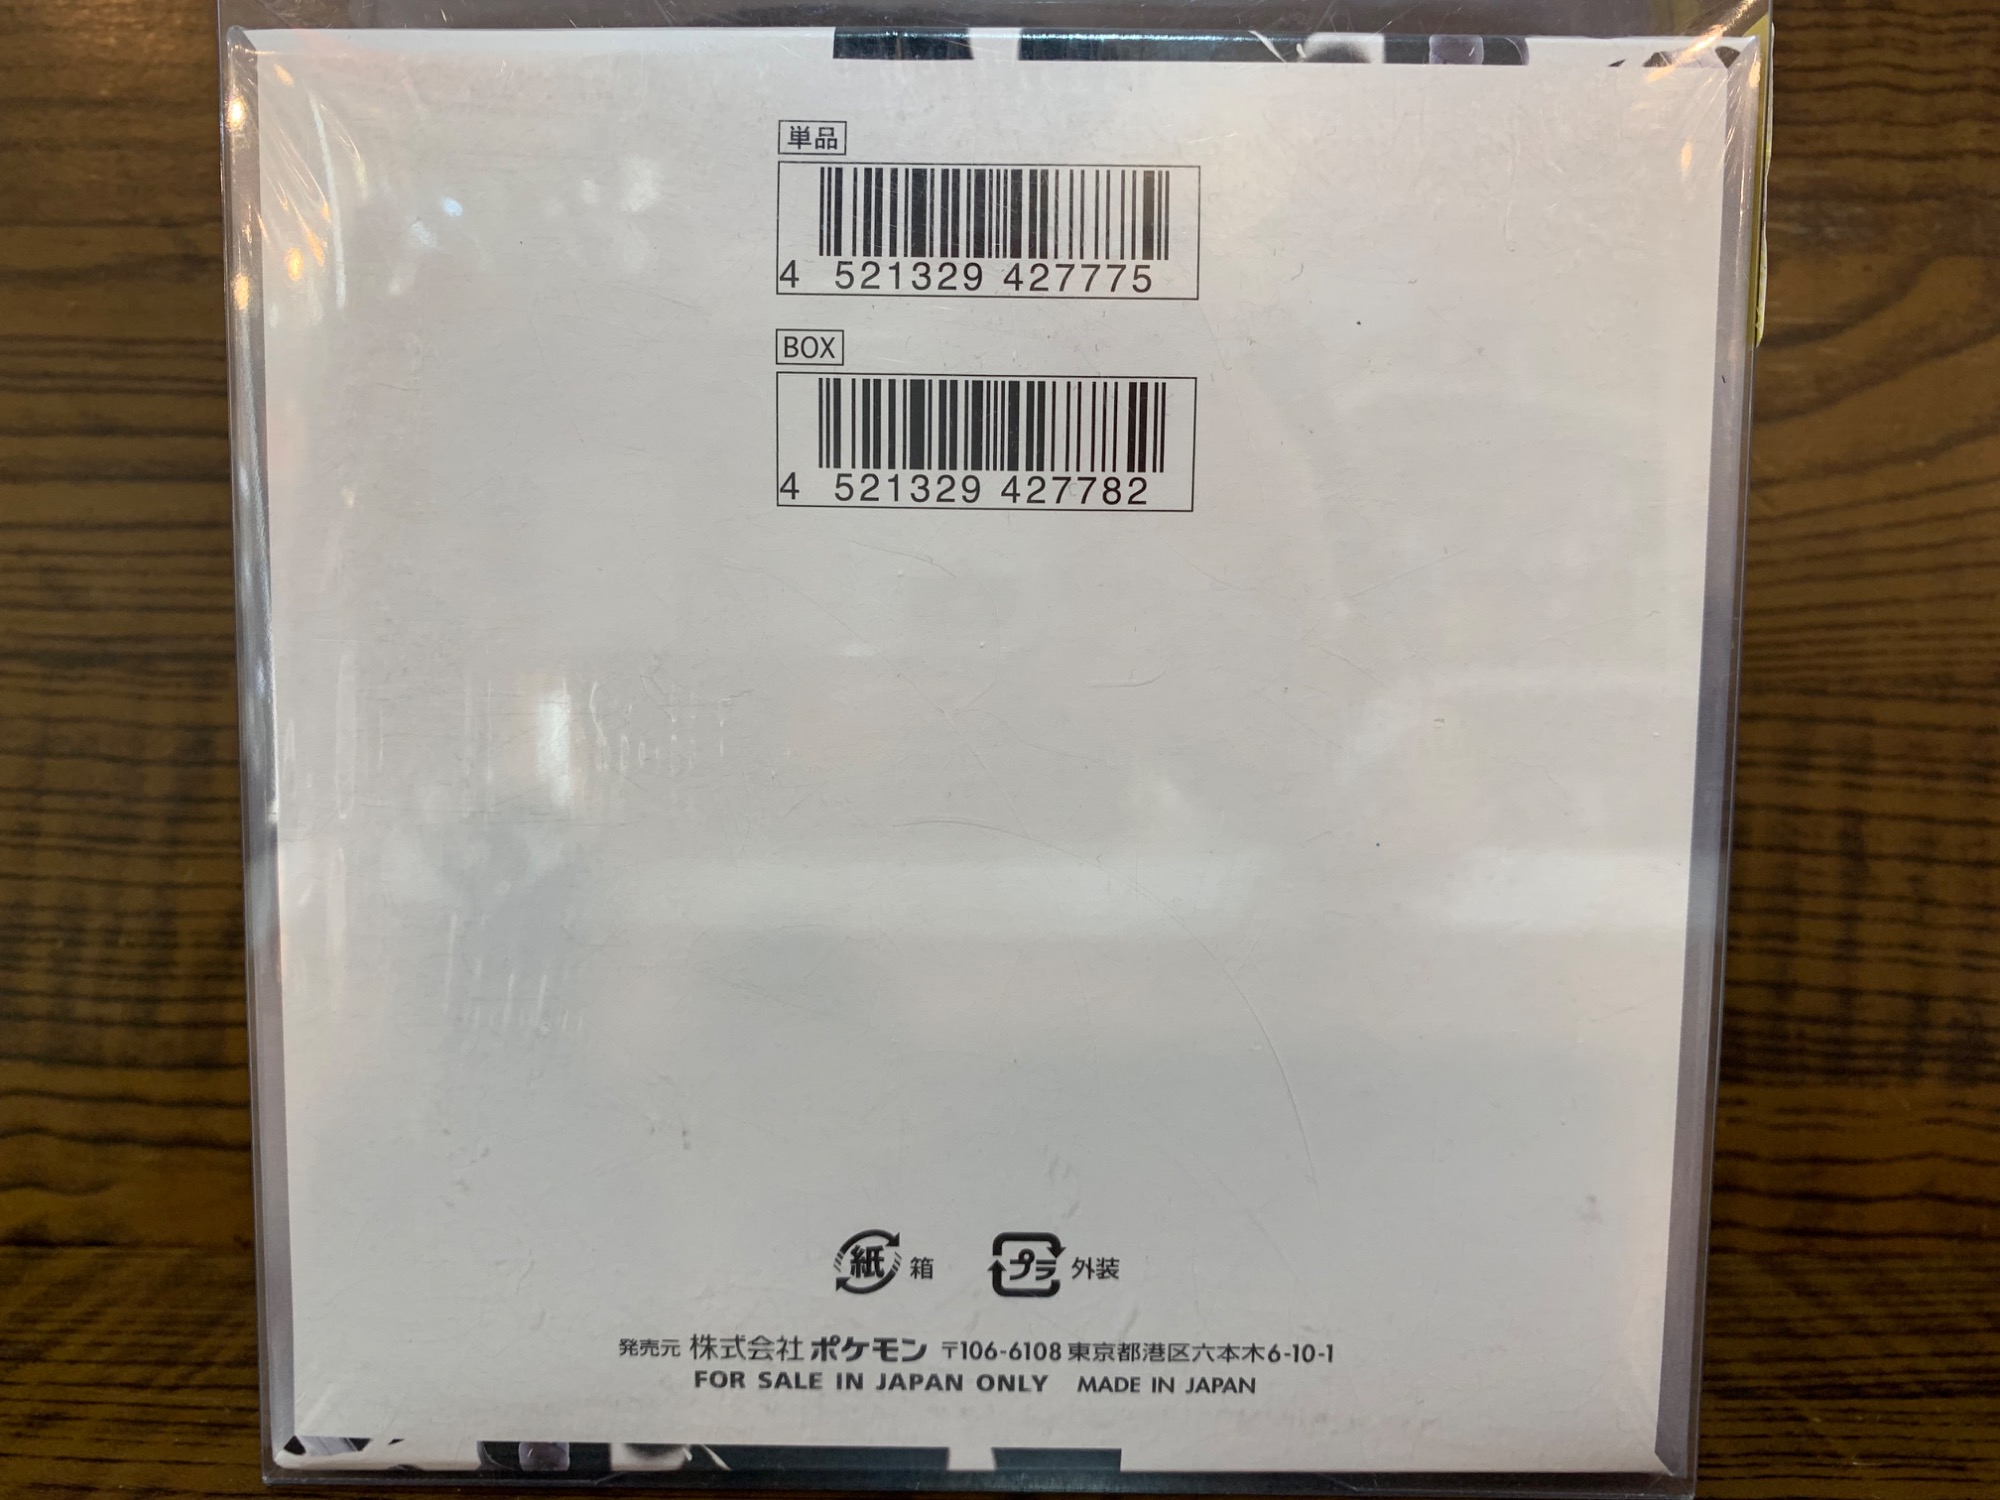 単品
4 521329 427775
BOX
4 521329 427782
紙 箱 プラ 外装
発売元 株式会社 ポケモン 〒106-6108 東京都港区六本木6-10-1
FOR SALE IN JAPAN ONLY MADE IN JAPAN